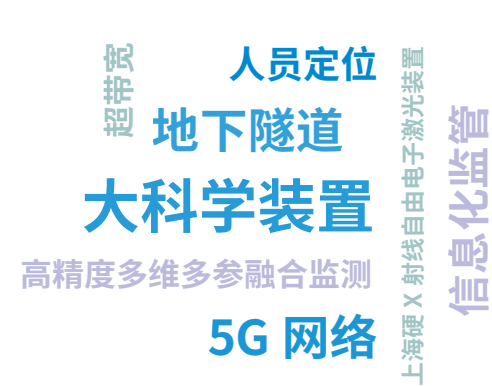 超带宽
人员定位
地下隧道
大科学装置
高精度多维多参融合监测
5G 网络
上海硬 X 射线自由电子激光装置
信息化监管